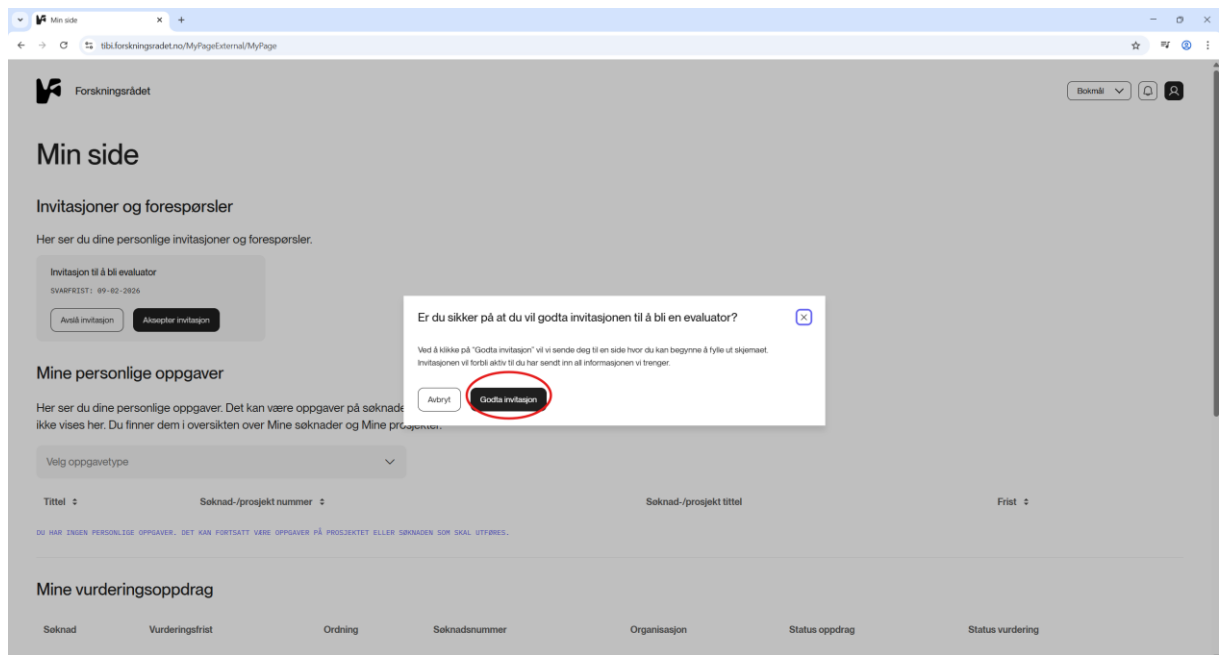 Min side
tibi.forskningsradet.no/MyPageExternal/MyPage
Forskningsrådet
Bokmål
Min side
Invitasjoner og forespørsler
Her ser du dine personlige invitasjoner og forespørsler.
Invitasjon til å bli evaluator
SVARFRIST: 09-02-2026
Avslå invitasjon
Aksepter invitasjon
Er du sikker på at du vil godta invitasjonen til å bli en evaluator?
Ved å klikke på "Godta invitasjon" vil vi sende deg til en side hvor du kan begynne å fylle ut skjemaet.
Invitasjonen vil forbli aktiv til du har sendt inn all informasjonen vi trenger.
Avbryt
Godta invitasjon
Mine personlige oppgaver
Her ser du dine personlige oppgaver. Det kan være oppgaver på søknade
ikke vises her. Du finner dem i oversikten over Mine søknader og Mine prosjekter.
Velg oppgavetype
Tittel
Søknad-/prosjekt nummer
Søknad-/prosjekt tittel
Frist
DU HAR INGEN PERSONLIGE OPPGAVER. DET KAN FORTSATT VÆRE OPPGAVER PÅ PROSJEKTET ELLER SØKNADEN SOM SKAL UTFØRES.
Mine vurderingsoppdrag
Søknad
Vurderingsfrist
Ordning
Søknadsnummer
Organisasjon
Status oppdrag
Status vurdering